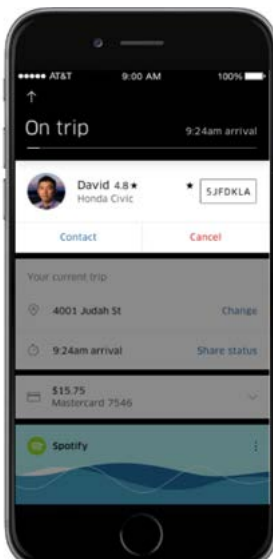 AT&T 9:00 AM 100%
On trip 9:24am arrival
David 4.8★ ★ 5JFDKLA
Honda Civic
Contact Cancel
Your current trip
4001 Judah St Change
9:24am arrival Share status
$15.75
Mastercard 7546
Spotify